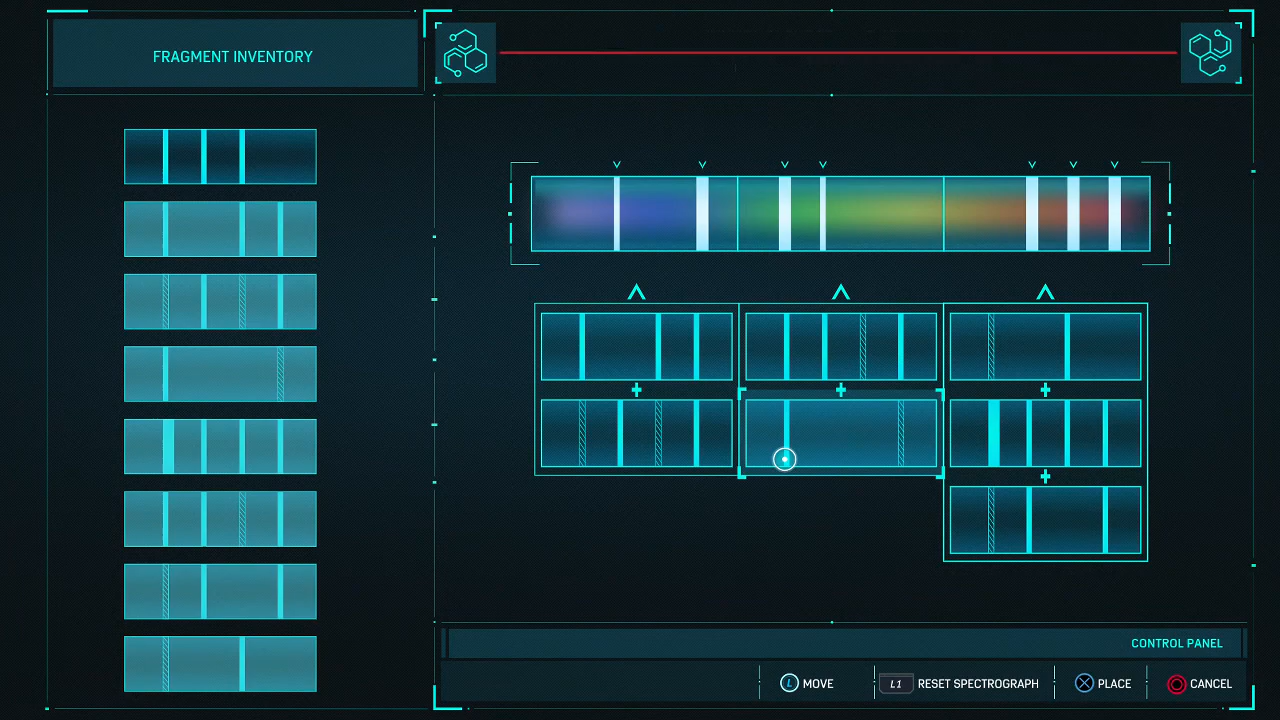 FRAGMENT INVENTORY
CONTROL PANEL
L MOVE
L1 RESET SPECTROGRAPH
PLACE
CANCEL